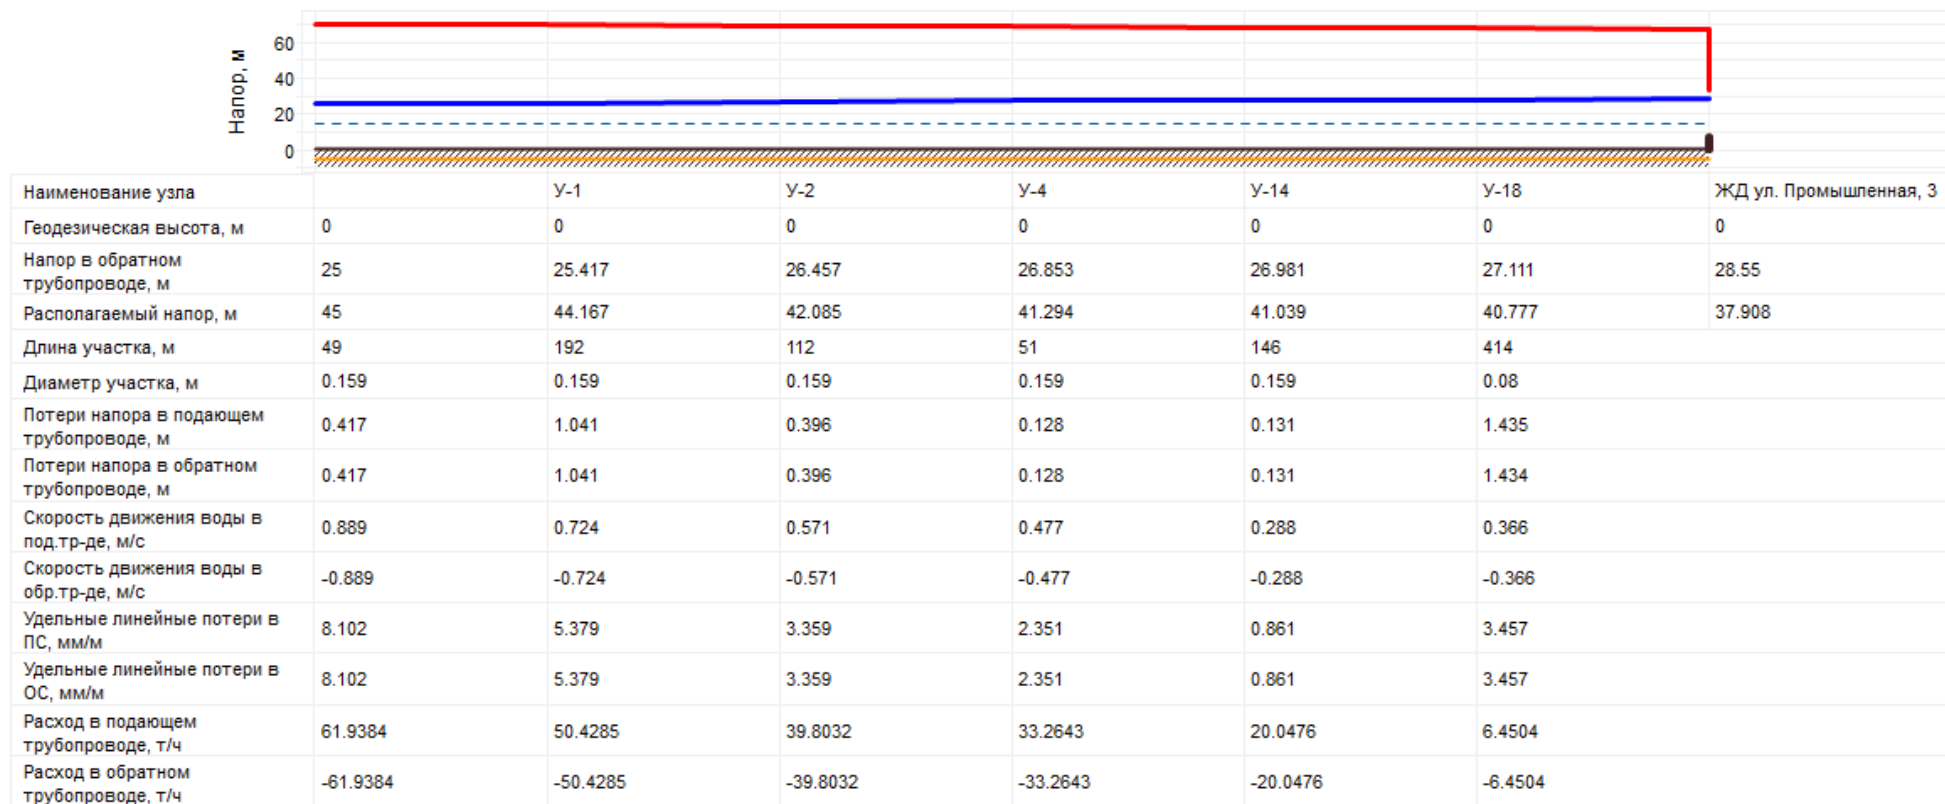 Напор, м
60
40
20
0
Наименование узла У-1 У-2 У-4 У-14 У-18 ЖД ул. Промышленная, 3
Геодезическая высота, м 0 0 0 0 0 0 0
Напор в обратном
трубопроводе, м 25 25.417 26.457 26.853 26.981 27.111 28.55
Располагаемый напор, м 45 44.167 42.085 41.294 41.039 40.777 37.908
Длина участка, м 49 192 112 51 146 414
Диаметр участка, м 0.159 0.159 0.159 0.159 0.159 0.08
Потери напора в подающем
трубопроводе, м 0.417 1.041 0.396 0.128 0.131 1.435
Потери напора в обратном
трубопроводе, м 0.417 1.041 0.396 0.128 0.131 1.434
Скорость движения воды в
под.тр-де, м/с 0.889 0.724 0.571 0.477 0.288 0.366
Скорость движения воды в
обр.тр-де, м/с -0.889 -0.724 -0.571 -0.477 -0.288 -0.366
Удельные линейные потери в
ПС, мм/м 8.102 5.379 3.359 2.351 0.861 3.457
Удельные линейные потери в
ОС, мм/м 8.102 5.379 3.359 2.351 0.861 3.457
Расход в подающем
трубопроводе, т/ч 61.9384 50.4285 39.8032 33.2643 20.0476 6.4504
Расход в обратном
трубопроводе, т/ч -61.9384 -50.4285 -39.8032 -33.2643 -20.0476 -6.4504